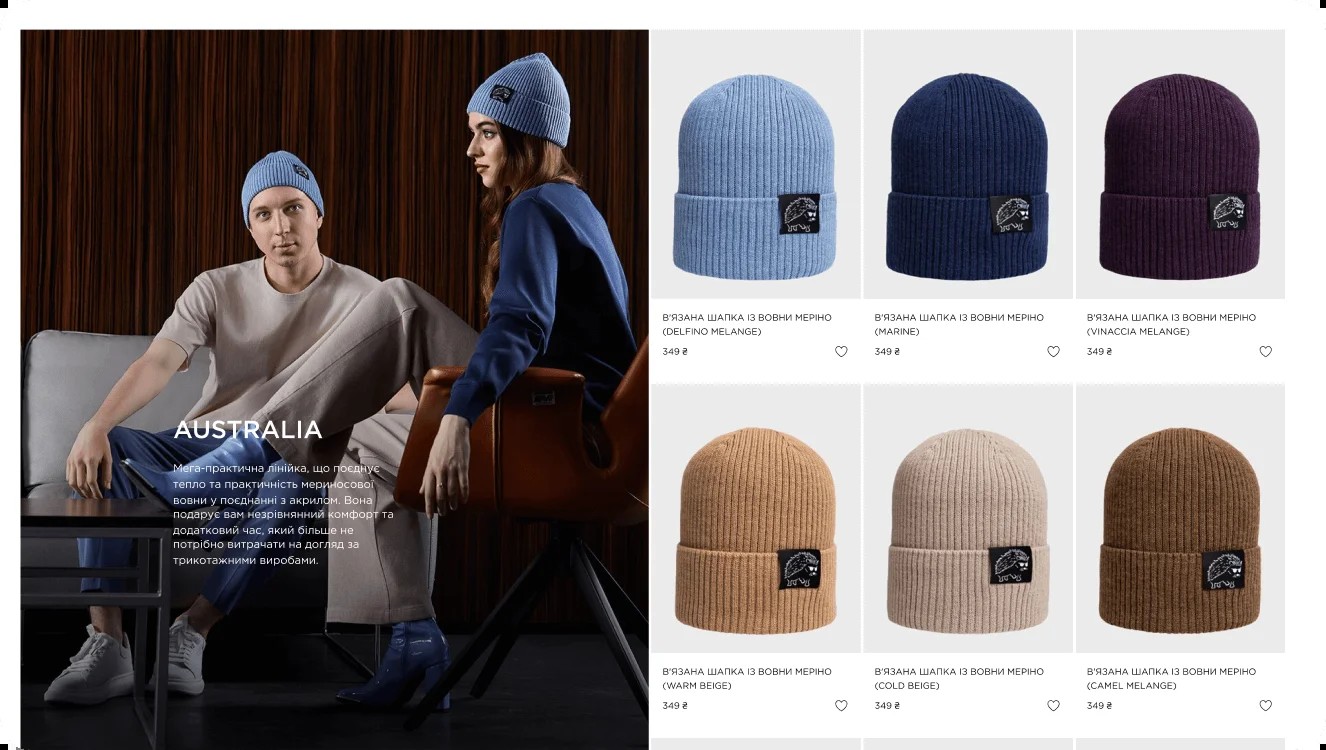 AUSTRALIA
Мега-практична лінійка, що поєднує
тепло та практичність мериносової
вовни у поєднанні з акрилом. Вона
подарує вам незрівнянний комфорт та
додатковий час, який більше не
потрібно витрачати на догляд за
трикотажними виробами.
В'ЯЗАНА ШАПКА ІЗ ВОВНИ МЕРІНО
(DELFINO MELANGE)
349 ₴
В'ЯЗАНА ШАПКА ІЗ ВОВНИ МЕРІНО
(MARINE)
349 ₴
В'ЯЗАНА ШАПКА ІЗ ВОВНИ МЕРІНО
(VINACCIA MELANGE)
349 ₴
В'ЯЗАНА ШАПКА ІЗ ВОВНИ МЕРІНО
(WARM BEIGE)
349 ₴
В'ЯЗАНА ШАПКА ІЗ ВОВНИ МЕРІНО
(COLD BEIGE)
349 ₴
В'ЯЗАНА ШАПКА ІЗ ВОВНИ МЕРІНО
(CAMEL MELANGE)
349 ₴